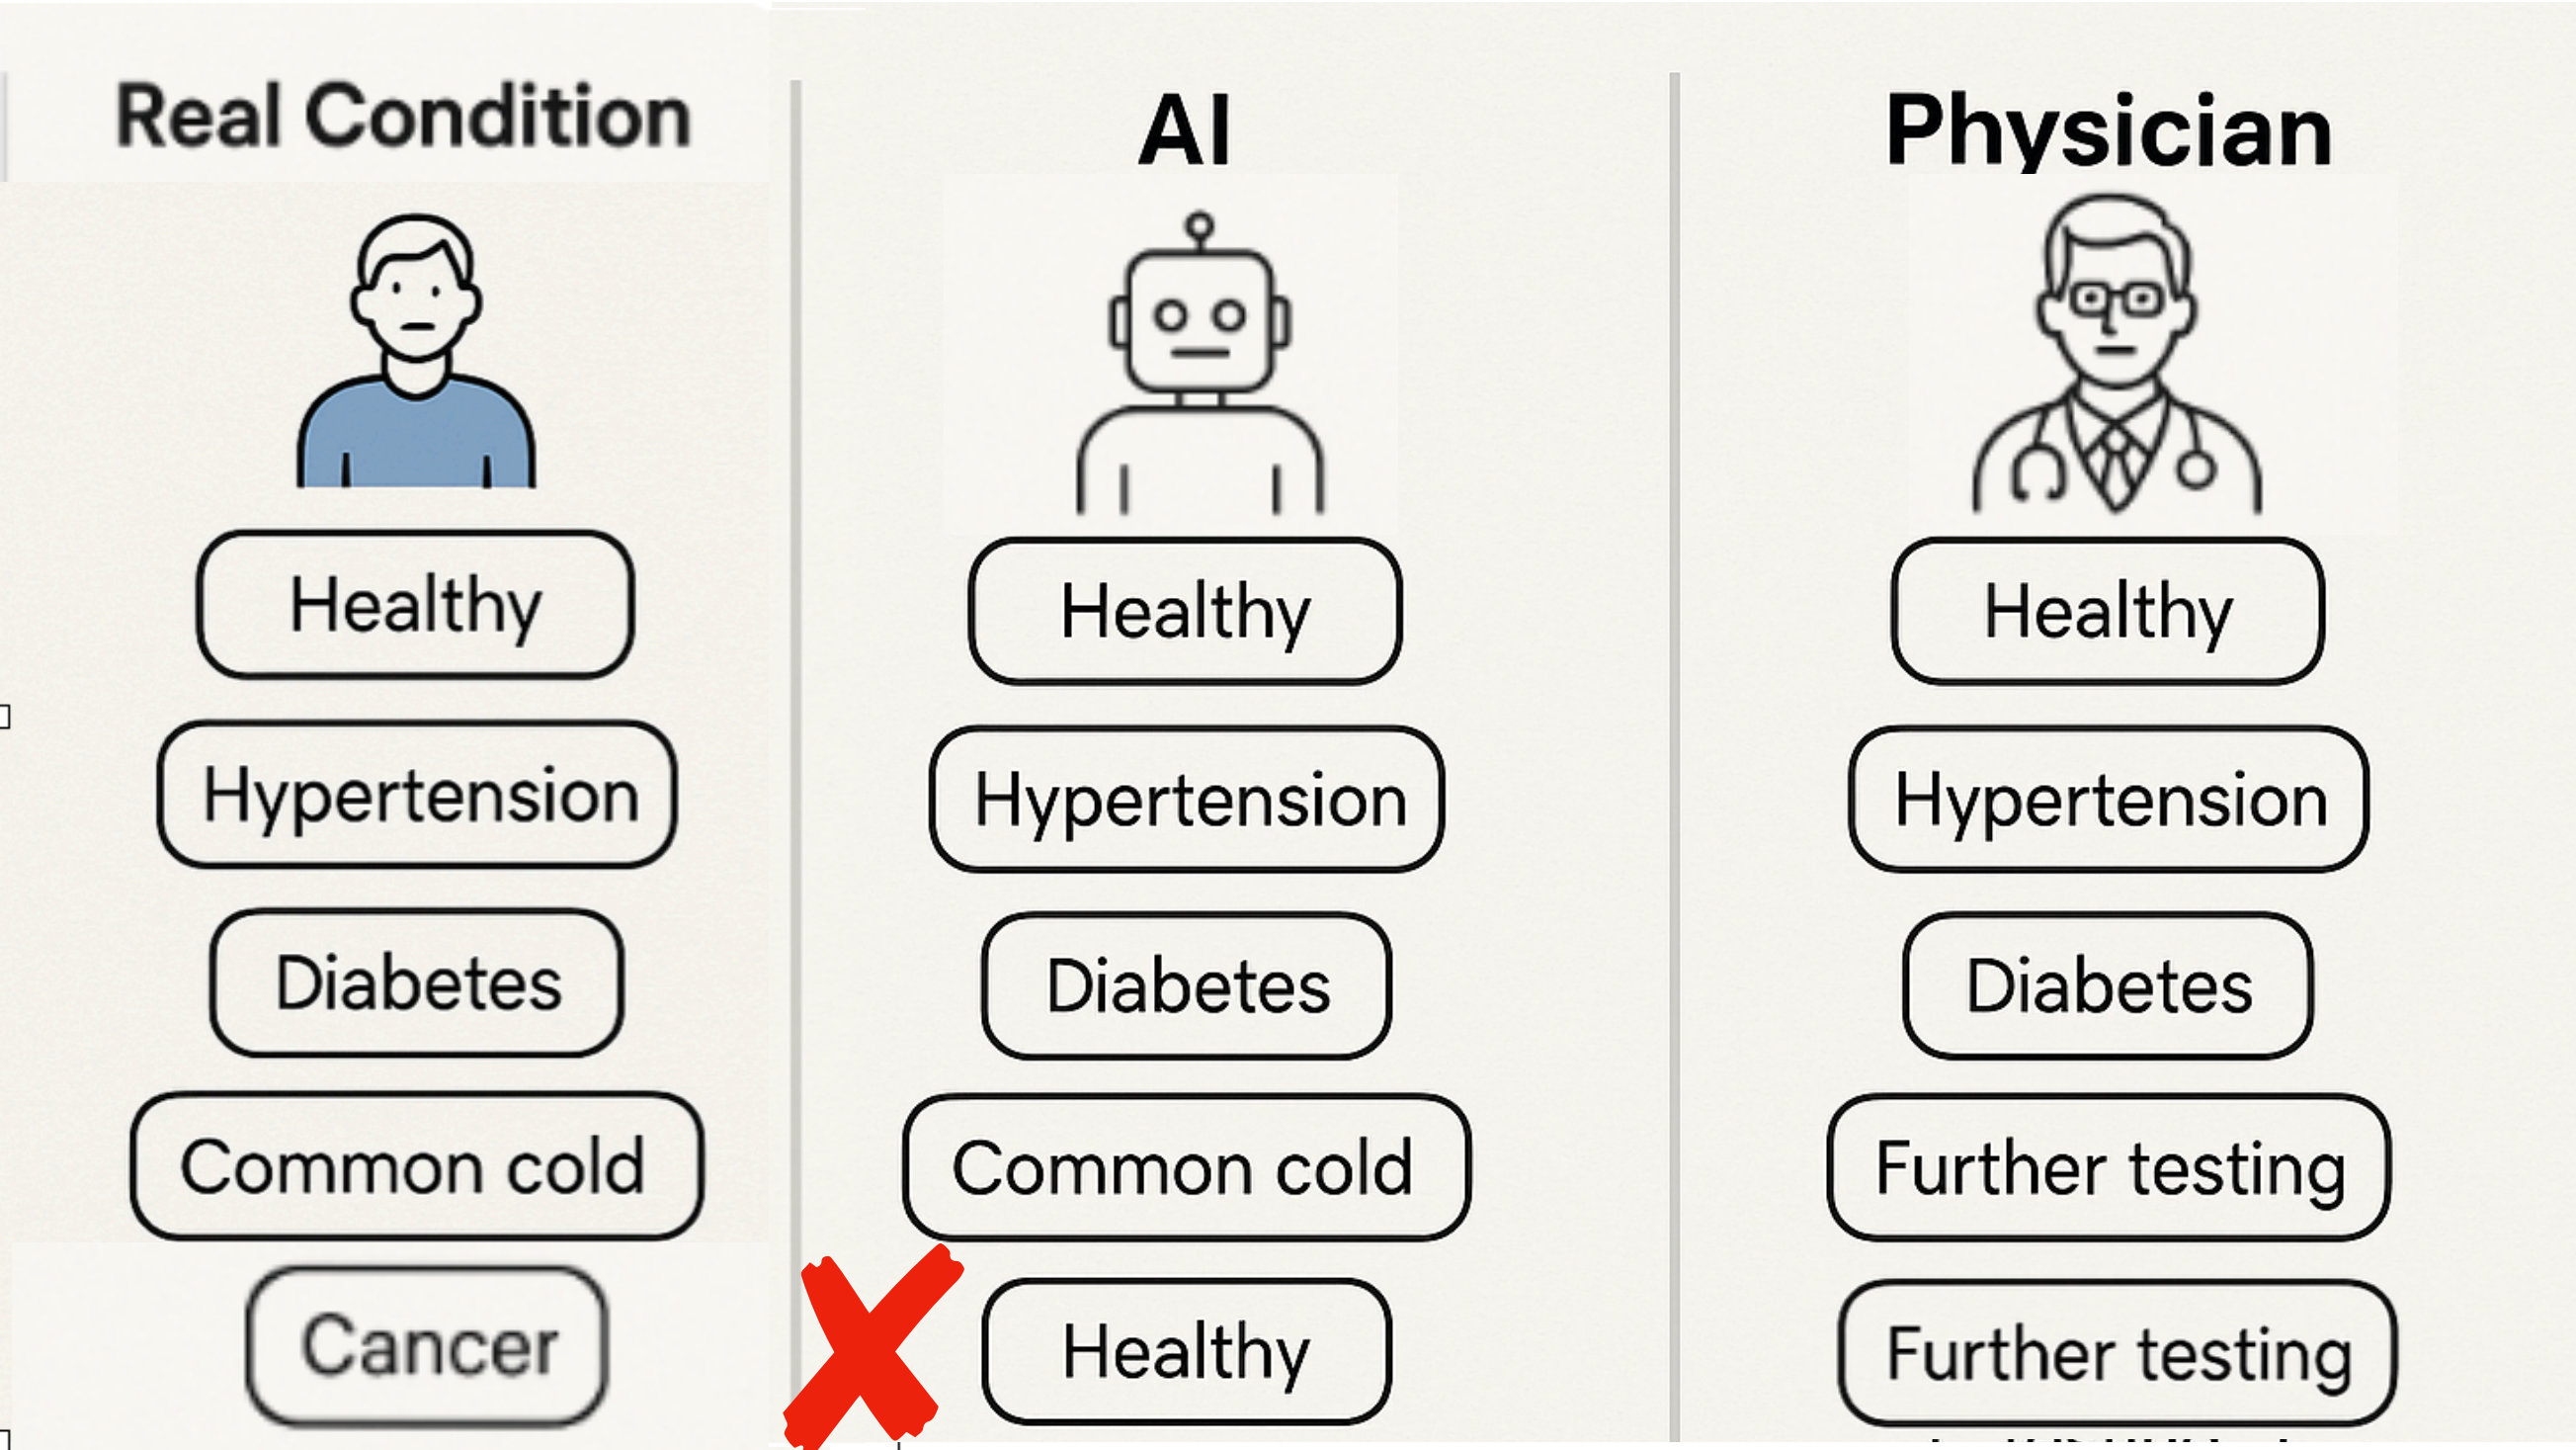 Real Condition
Healthy
Hypertension
Diabetes
Common cold
Cancer
AI
Healthy
Hypertension
Diabetes
Common cold
Healthy
Physician
Healthy
Hypertension
Diabetes
Further testing
Further testing